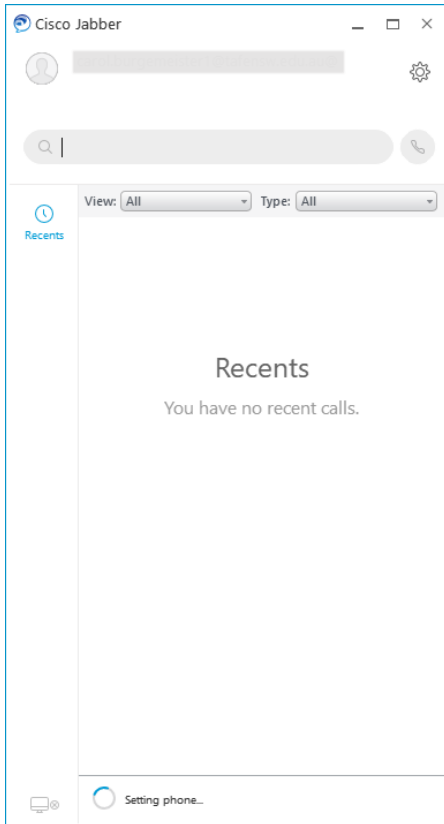 Cisco Jabber
View: All Type: All
Recents
Recents
You have no recent calls.
Setting phone...